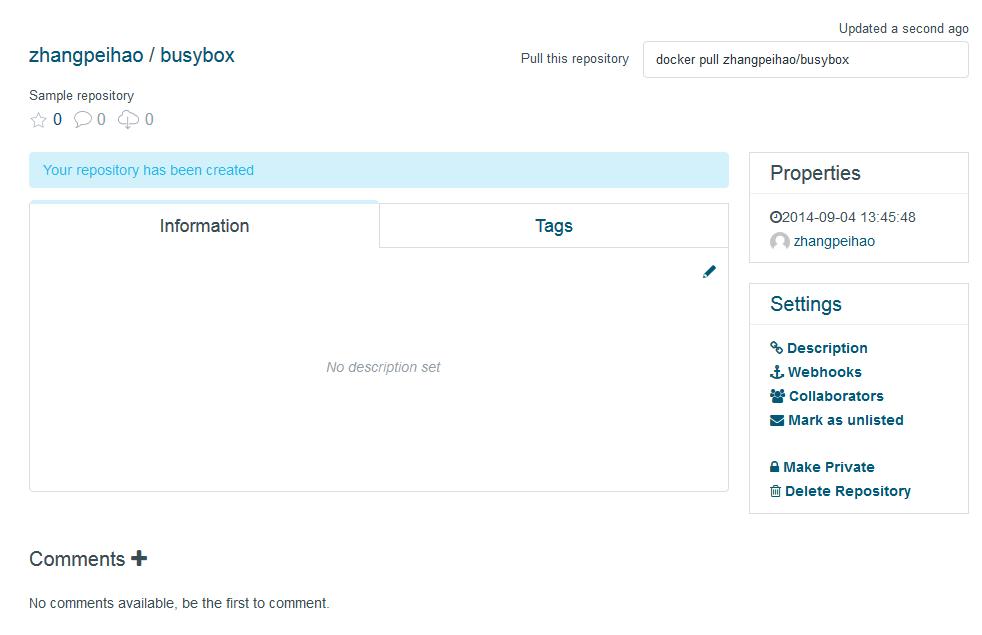 Updated a second ago
zhangpeihao / busybox
Pull this repository
docker pull zhangpeihao/busybox
Sample repository
0 0 0
Your repository has been created
Information
Tags
No description set
Properties
2014-09-04 13:45:48
zhangpeihao
Settings
Description
Webhooks
Collaborators
Mark as unlisted
Make Private
Delete Repository
Comments
No comments available, be the first to comment.